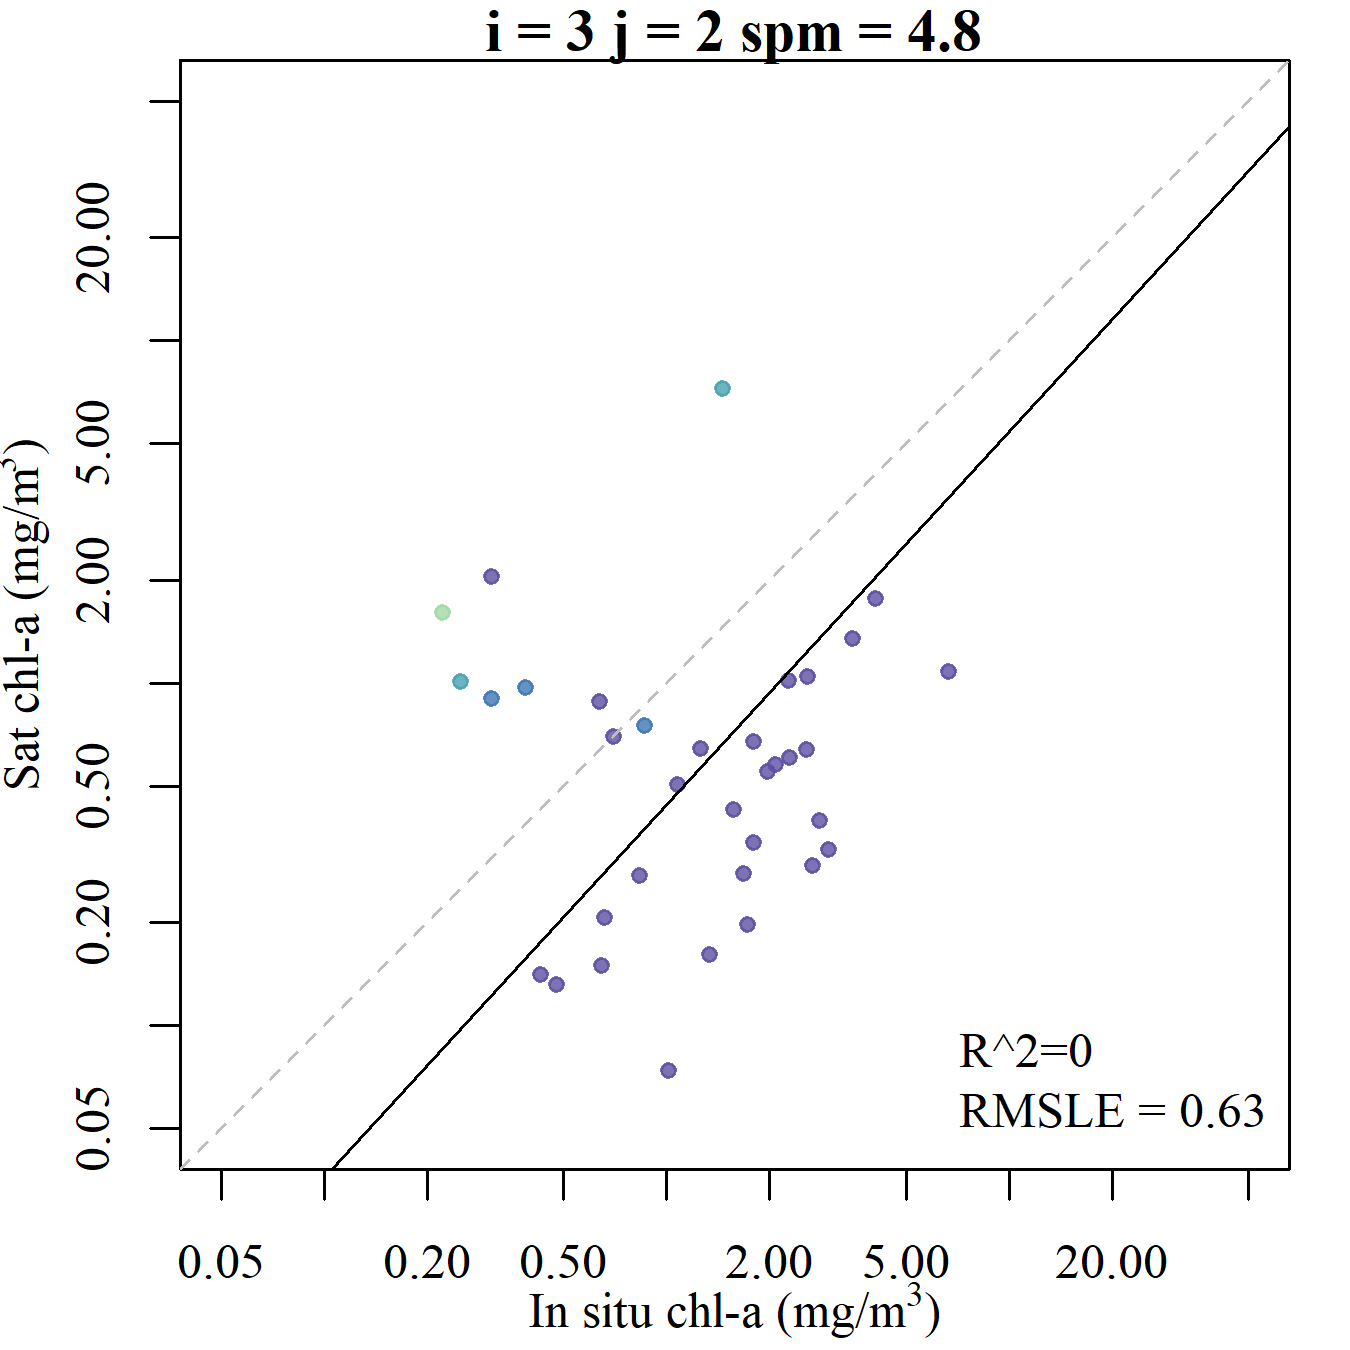 i = 3 j = 2 spm = 4.8
20.00
5.00
2.00
0.50
0.20
0.05
Sat chl-a (mg/m³)
R^2=0
RMSLE = 0.63
0.05 0.20 0.50 2.00 5.00 20.00
In situ chl-a (mg/m³)